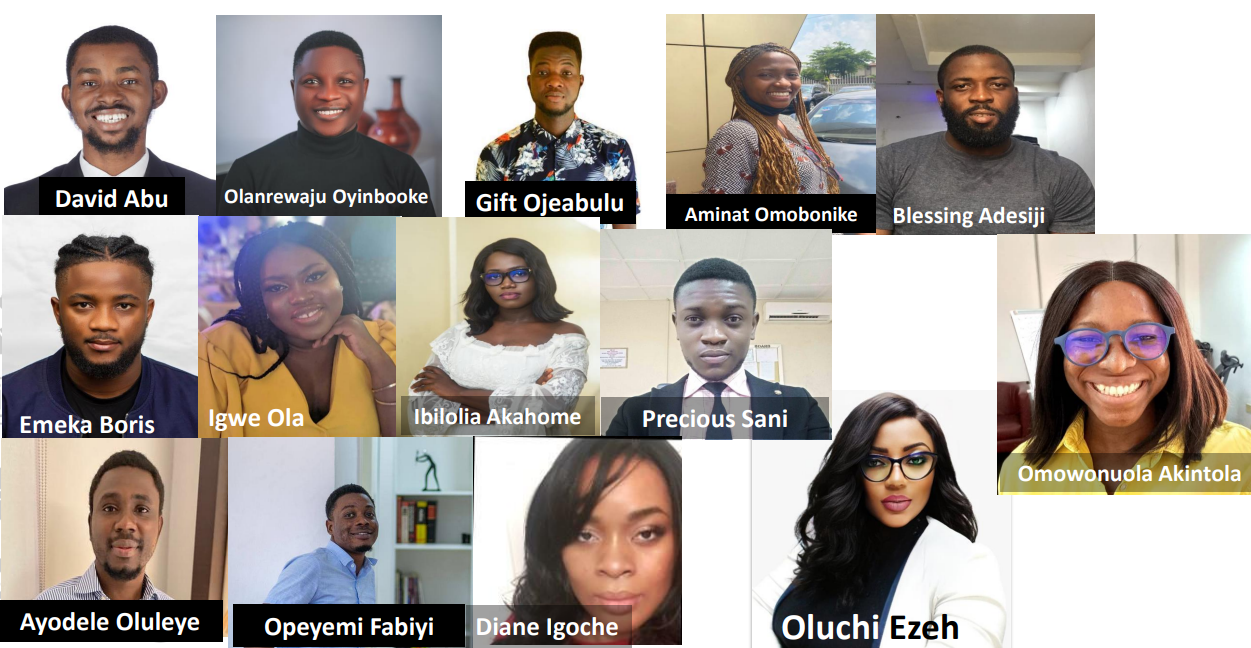 David Abu
Olanrewaju Oyinbooke
Gift Ojeabulu
Aminat Omobonike
Blessing Adesiji
Emeka Boris
Igwe Ola
Ibilolia Akahome
Precious Sani
Omowonuola Akintola
Ayodele Oluleye
Opeyemi Fabiyi
Diane Igoche
Oluchi Ezeh